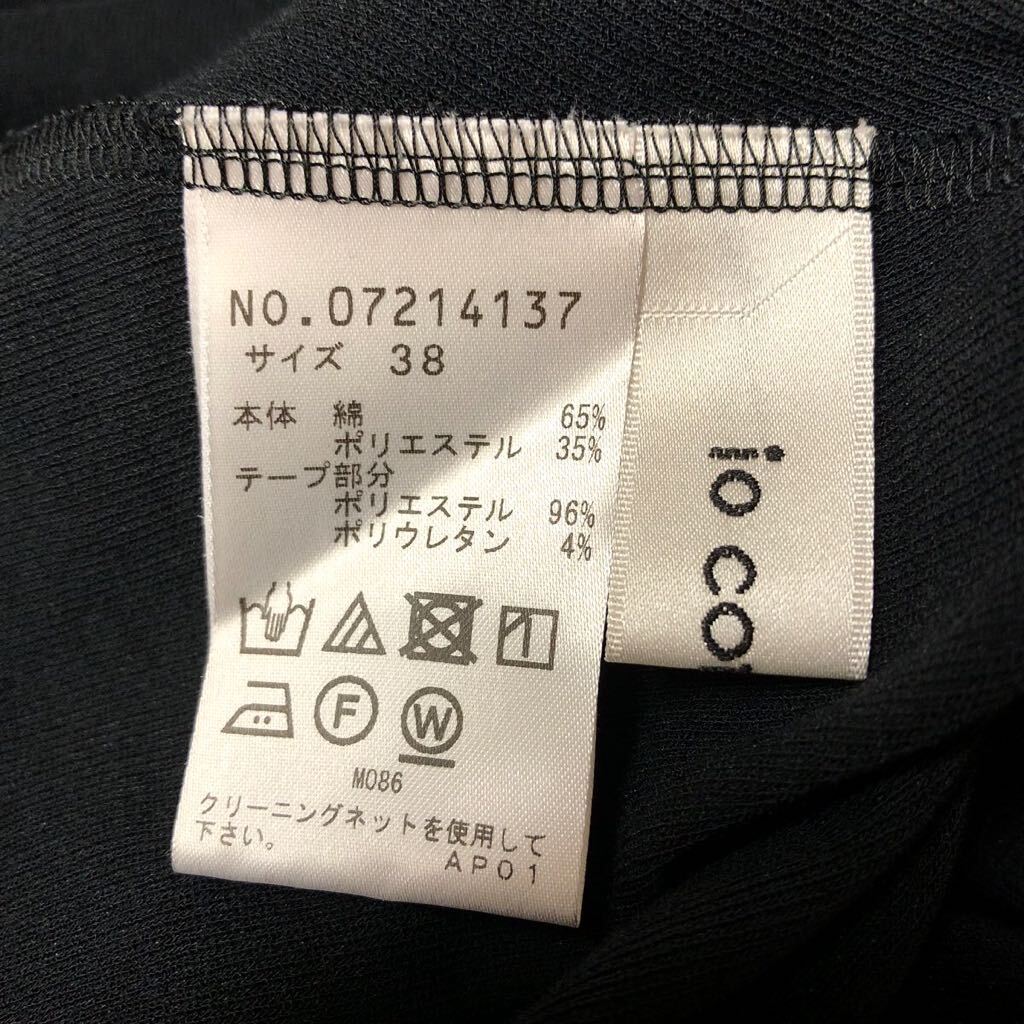 NO.07214137
サイズ 38
本体 綿 65%
ポリエステル 35%
テープ部分
ポリエステル 96%
ポリウレタン 4%
F W
M086
クリーニングネットを使用して
下さい。
AP01
io co